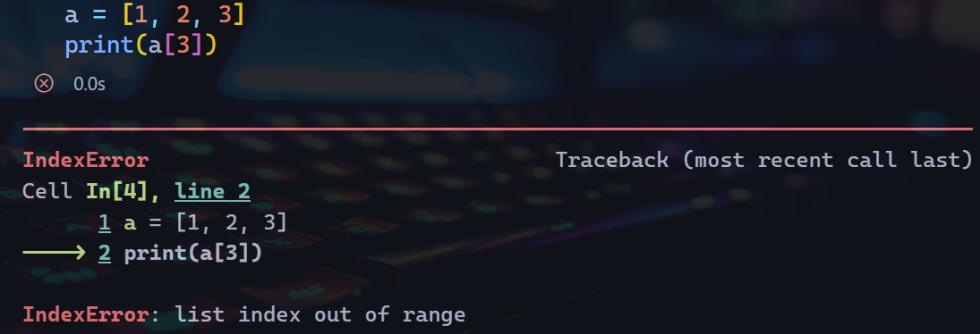 a = [1, 2, 3]
print(a[3])
0.0s
IndexError Traceback (most recent call last)
Cell In[4], line 2
1 a = [1, 2, 3]
⟶ 2 print(a[3])
IndexError: list index out of range